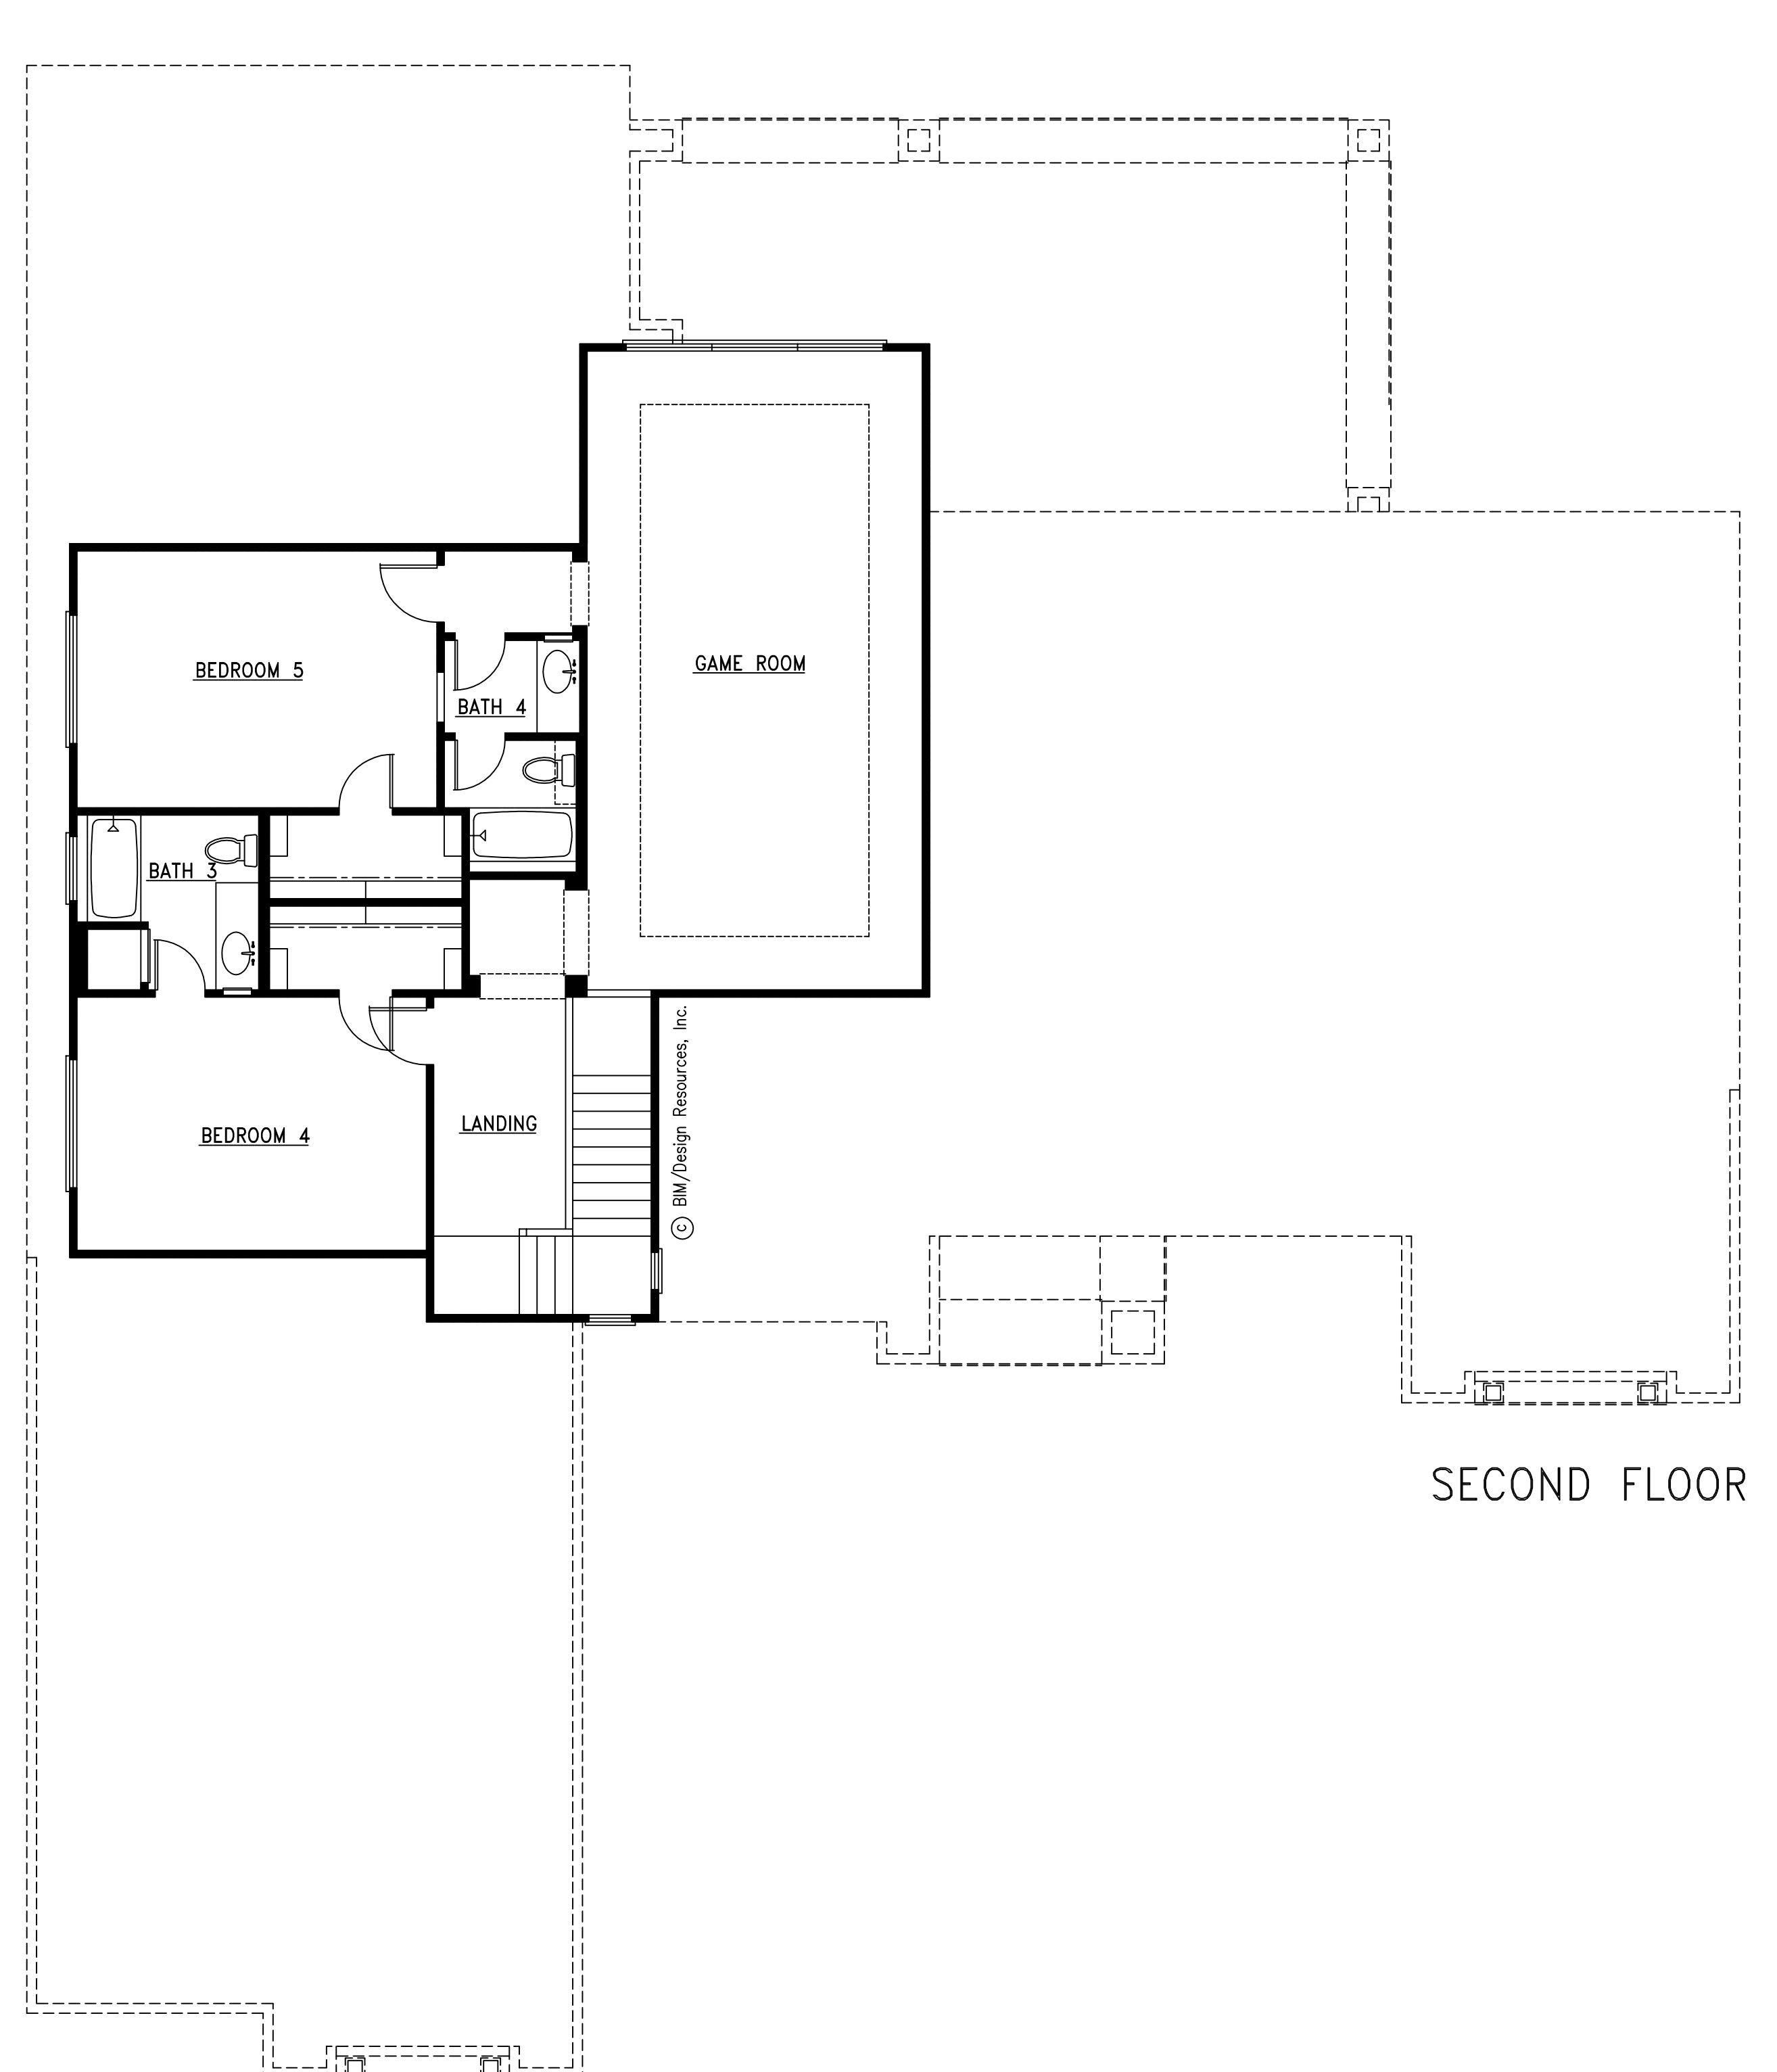 BEDROOM 5
GAME ROOM
BATH 4
BATH 3
LANDING
BEDROOM 4
© BIM/Design Resources, Inc.
SECOND FLOOR